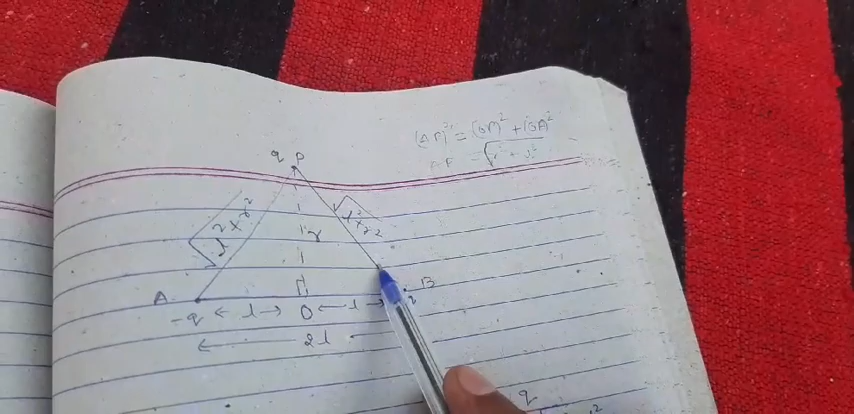 (AP)² = (OP)² + (OA)²
AP = √r² + l²
q P
√l² + r²
√l² + r²
r
A
B
-q ← l → O ← l → q
← 2l
q